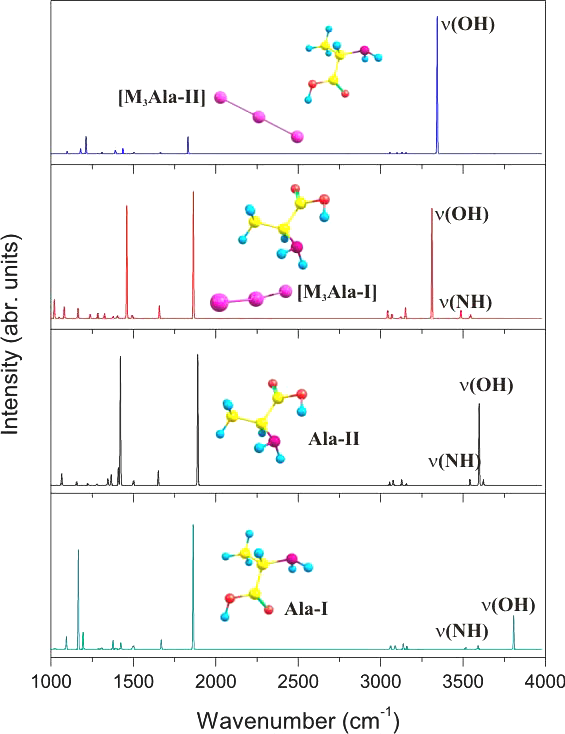 ν(OH)
[M₃Ala-II]
ν(OH)
[M₃Ala-I]
ν(NH)
ν(OH)
ν(NH)
Ala-II
ν(OH)
ν(NH)
Ala-I
Intensity (abr. units)
1000 1500 2000 2500 3000 3500 4000
Wavenumber (cm⁻¹)